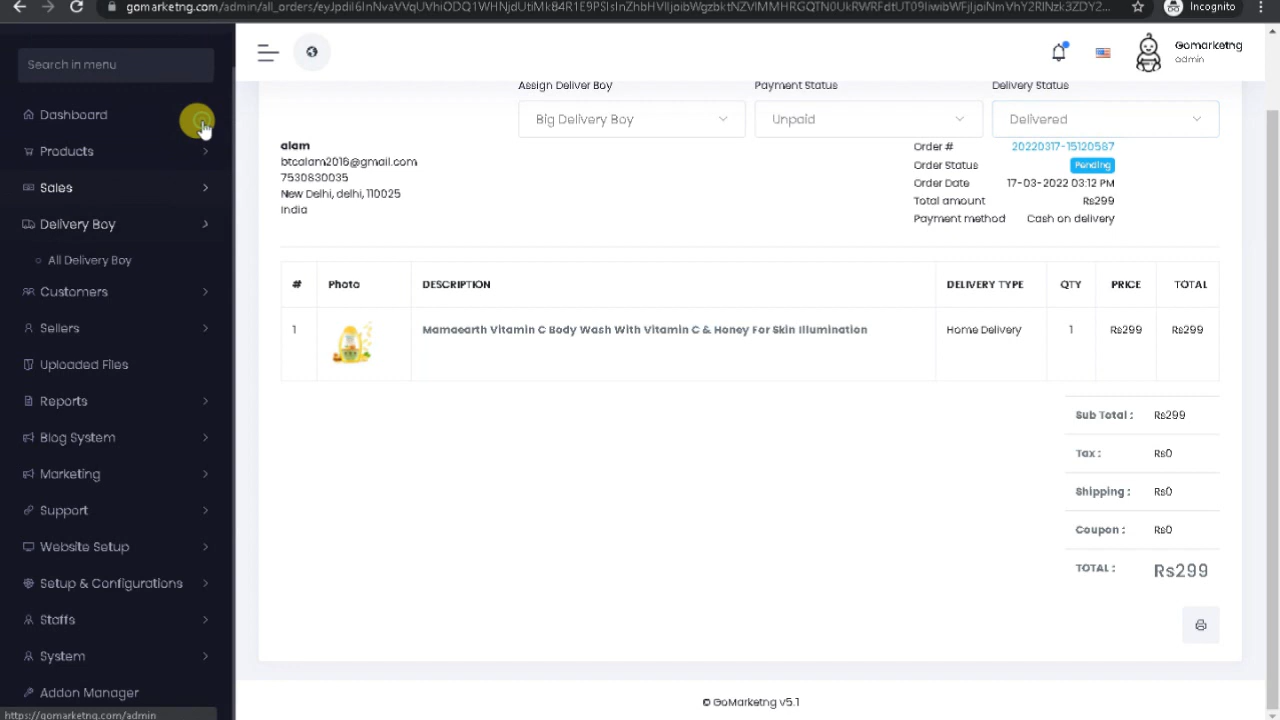 Incognito
Search in menu
Dashboard
Products
Sales
Delivery Boy
All Delivery Boy
Customers
Sellers
Uploaded Files
Reports
Blog System
Marketing
Support
Website Setup
Setup & Configurations
Staffs
System
Addon Manager
https://gomarketng.com/admin
Gomarketng
admin
Assign Deliver Boy
Payment Status
Delivery Status
Big Delivery Boy
Unpaid
Delivered
alam
btcalam2016@gmail.com
7530830035
New Delhi, delhi, 110025
India
Order # 20220317-15120587
Order Status Pending
Order Date 17-03-2022 03:12 PM
Total amount Rs299
Payment method Cash on delivery
# Photo DESCRIPTION DELIVERY TYPE QTY PRICE TOTAL
1 Mamaearth Vitamin C Body Wash With Vitamin C & Honey For Skin Illumination Home Delivery 1 Rs299 Rs299
Sub Total : Rs299
Tax : Rs0
Shipping : Rs0
Coupon : Rs0
TOTAL : Rs299
© GoMarketng v5.1